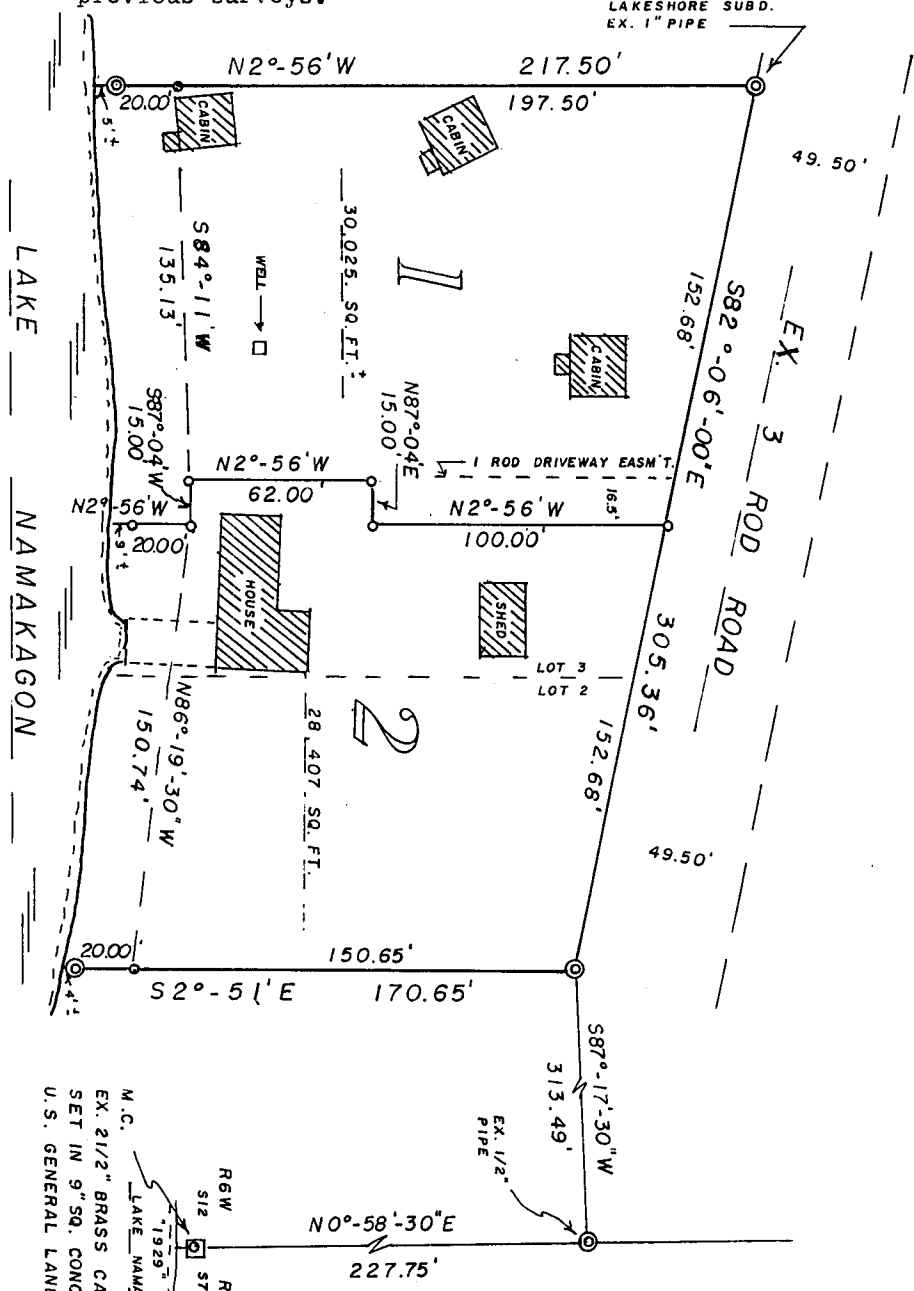 previous surveys.
LAKESHORE SUBD.
EX. 1" PIPE
N2°-56'W
217.50'
20.00'
197.50'
5'±
CABIN
CABIN
49.50'
S82°-06'-00"E
152.68'
EX. 3 ROD ROAD
30,025. SQ. FT.±
1
S84°-11'W
135.13'
WELL
CABIN
LAKE NAMAKAGON
S87°-04'W
15.00'
N87°-04'E
15.00'
1 ROD DRIVEWAY EASM'T.
16.5'
N2°-56'W
62.00'
N2°-56'W
20.00'
9'±
N2°-56'W
100.00'
HOUSE
SHED
305.36'
LOT 3
LOT 2
2
28,407 SQ. FT.
N86°-19'-30"W
150.74'
152.68'
49.50'
20.00'
150.65'
4'±
S2°-51'E
170.65'
S87°-17'-30"W
313.49'
EX. 1/2"
PIPE
N0°-58'-30"E
227.75'
R6W
S12
S7
M.C.
EX. 2 1/2" BRASS CA
SET IN 9" SQ. CONC
U.S. GENERAL LAN
LAKE NAMA
"1929"